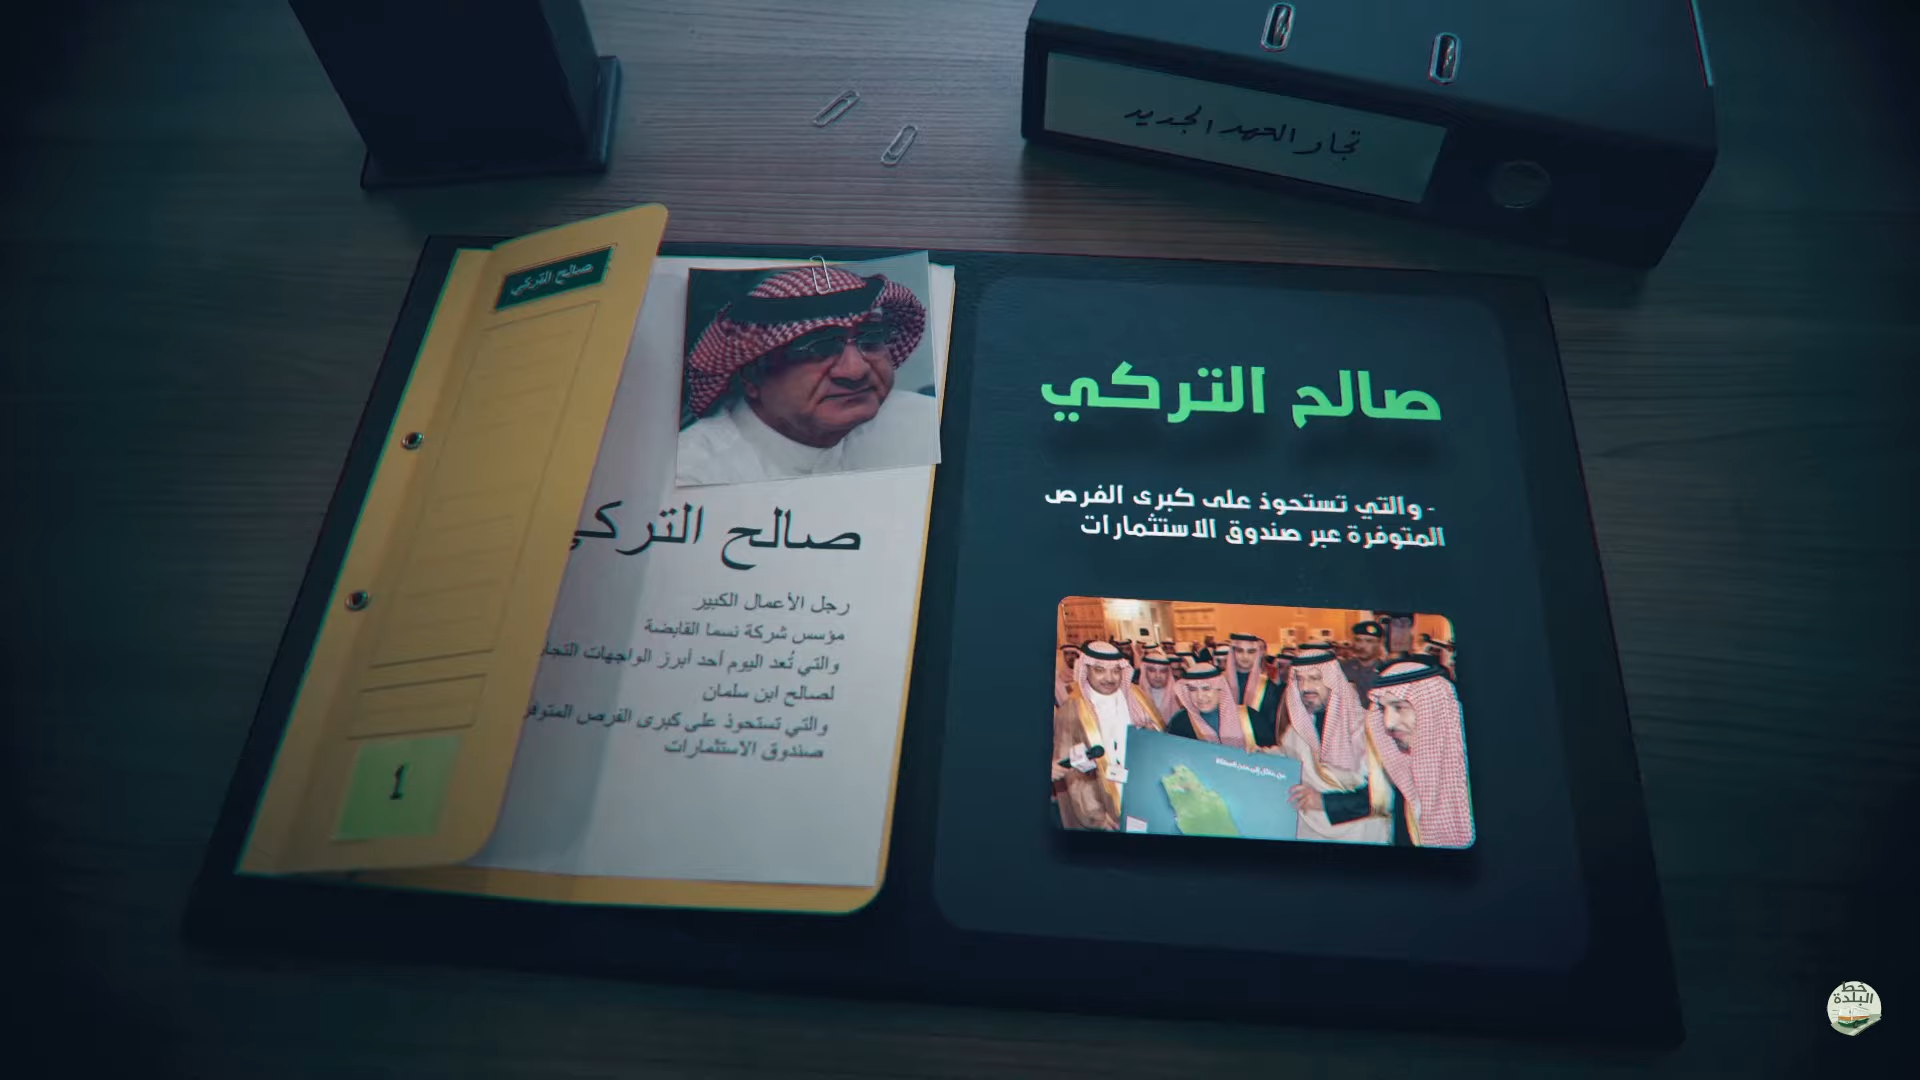 تجار العهد الجديد
صالح التركي
صالح التركي
رجل الأعمال الكبير
مؤسس شركة نسما القابضة
والتي تُعد اليوم أحد أبرز الواجهات
لصالح ابن سلمان
والتي تستحوذ على كبرى الفرص
صندوق الاستثمارات
1
صالح التركي
- والتي تستحوذ على كبرى الفرص
المتوفرة عبر صندوق الاستثمارات
خط
البلدة